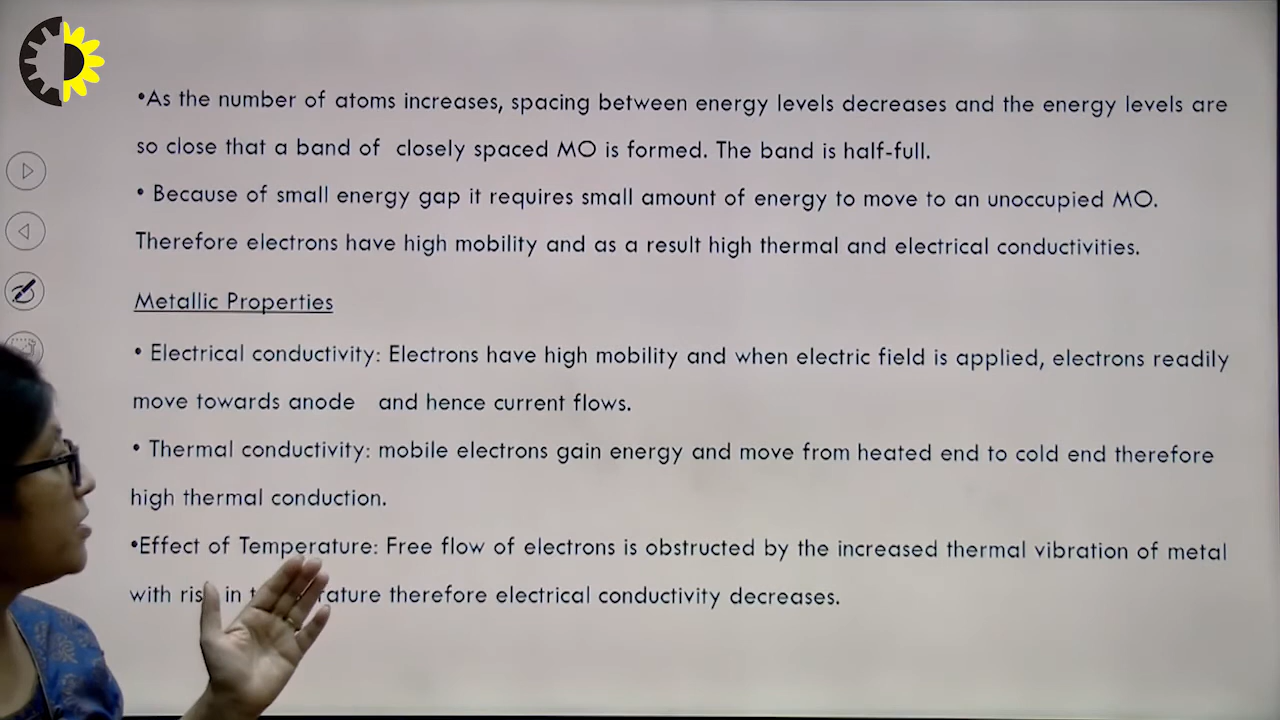 •As the number of atoms increases, spacing between energy levels decreases and the energy levels are
so close that a band of closely spaced MO is formed. The band is half-full.
• Because of small energy gap it requires small amount of energy to move to an unoccupied MO.
Therefore electrons have high mobility and as a result high thermal and electrical conductivities.
Metallic Properties
• Electrical conductivity: Electrons have high mobility and when electric field is applied, electrons readily
move towards anode and hence current flows.
• Thermal conductivity: mobile electrons gain energy and move from heated end to cold end therefore
high thermal conduction.
•Effect of Temperature: Free flow of electrons is obstructed by the increased thermal vibration of metal
with in therefore electrical conductivity decreases.